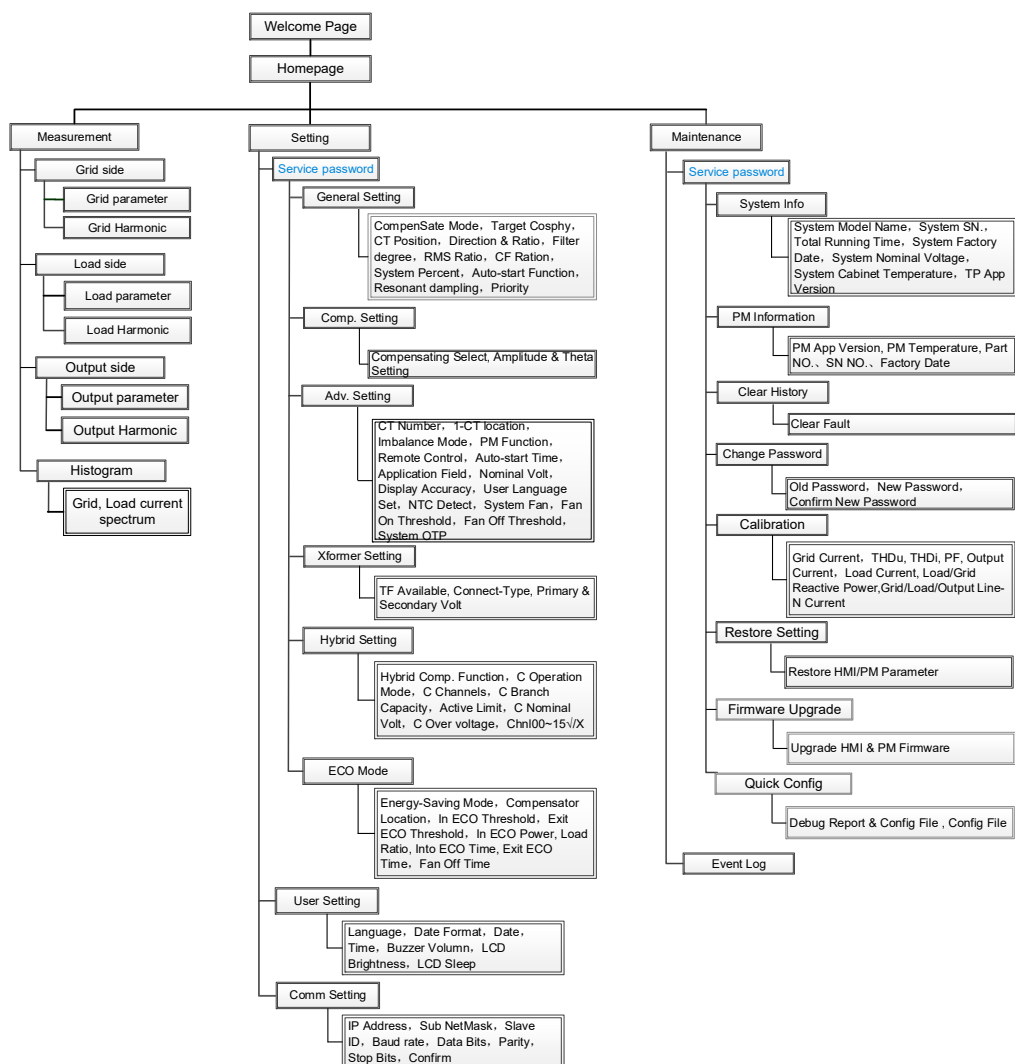 Welcome Page
Homepage
Measurement
Grid side
Grid parameter
Grid Harmonic
Load side
Load parameter
Load Harmonic
Output side
Output parameter
Output Harmonic
Histogram
Grid, Load current
spectrum
Setting
Service password
General Setting
CompenSate Mode，Target Cosphy，
CT Position，Direction & Ratio，Filter
degree，RMS Ratio，CF Ration，
System Percent，Auto-start Function，
Resonant dampling，Priority
Comp. Setting
Compensating Select, Amplitude & Theta
Setting
Adv. Setting
CT Number，1-CT location，
Imbalance Mode，PM Function，
Remote Control，Auto-start Time，
Application Field，Nominal Volt，
Display Accuracy，User Language
Set，NTC Detect，System Fan，Fan
On Threshold，Fan Off Threshold，
System OTP
Xformer Setting
TF Available, Connect-Type, Primary &
Secondary Volt
Hybrid Setting
Hybrid Comp. Function，C Operation
Mode，C Channels，C Branch
Capacity，Active Limit，C Nominal
Volt，C Over voltage，Chnl00~15√/X
ECO Mode
Energy-Saving Mode，Compensator
Location，In ECO Threshold，Exit
ECO Threshold，In ECO Power, Load
Ratio, Into ECO Time, Exit ECO
Time，Fan Off Time
User Setting
Language，Date Format，Date，
Time，Buzzer Volumn，LCD
Brightness，LCD Sleep
Comm Setting
IP Address，Sub NetMask，Slave
ID，Baud rate，Data Bits，Parity，
Stop Bits，Confirm
Maintenance
Service password
System Info
System Model Name，System SN.，
Total Running Time，System Factory
Date，System Nominal Voltage，
System Cabinet Temperature，TP App
Version
PM Information
PM App Version, PM Temperature, Part
NO.、SN NO.、Factory Date
Clear History
Clear Fault
Change Password
Old Password，New Password，
Confirm New Password
Calibration
Grid Current，THDu, THDi, PF, Output
Current，Load Current, Load/Grid
Reactive Power,Grid/Load/Output Line-
N Current
Restore Setting
Restore HMI/PM Parameter
Firmware Upgrade
Upgrade HMI & PM Firmware
Quick Config
Debug Report & Config File , Config File
Event Log